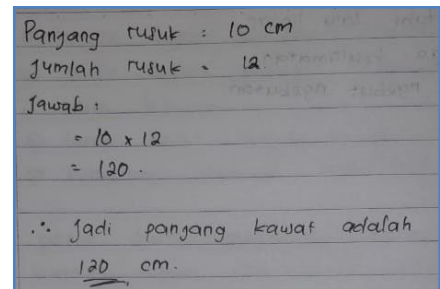 Panjang rusuk : 10 cm
Jumlah rusuk = 12
Jawab :
= 10 x 12
= 120 .
∴ Jadi panjang kawat adalah
120 cm.